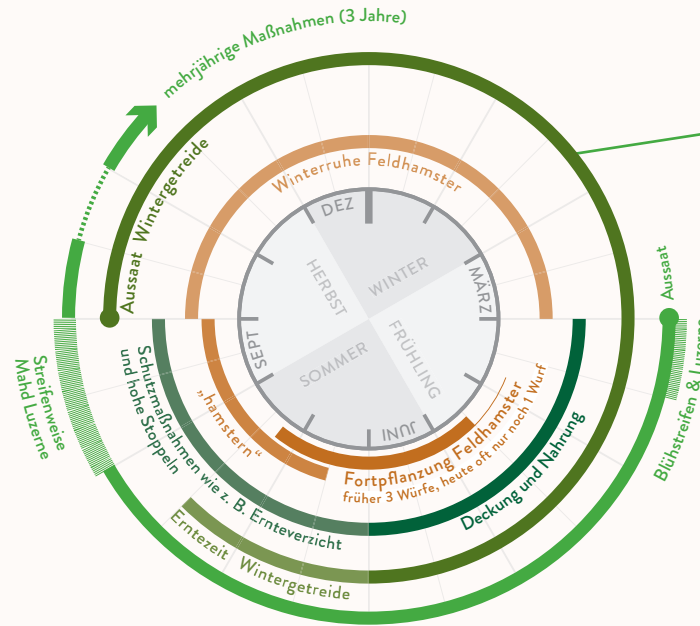 mehrjährige Maßnahmen (3 Jahre)
Aussaat Wintergetreide
Winterruhe Feldhamster
DEZ
MÄRZ
JUNI
SEPT
WINTER
FRÜHLING
SOMMER
HERBST
Aussaat
Blühstreifen & Luzerne
Streifenweise
Mahd Luzerne
Schutzmaßnahmen wie z. B. Ernteverzicht
und hohe Stoppeln
„hamstern“
Fortpflanzung Feldhamster
früher 3 Würfe, heute oft nur noch 1 Wurf
Deckung und Nahrung
Erntezeit Wintergetreide